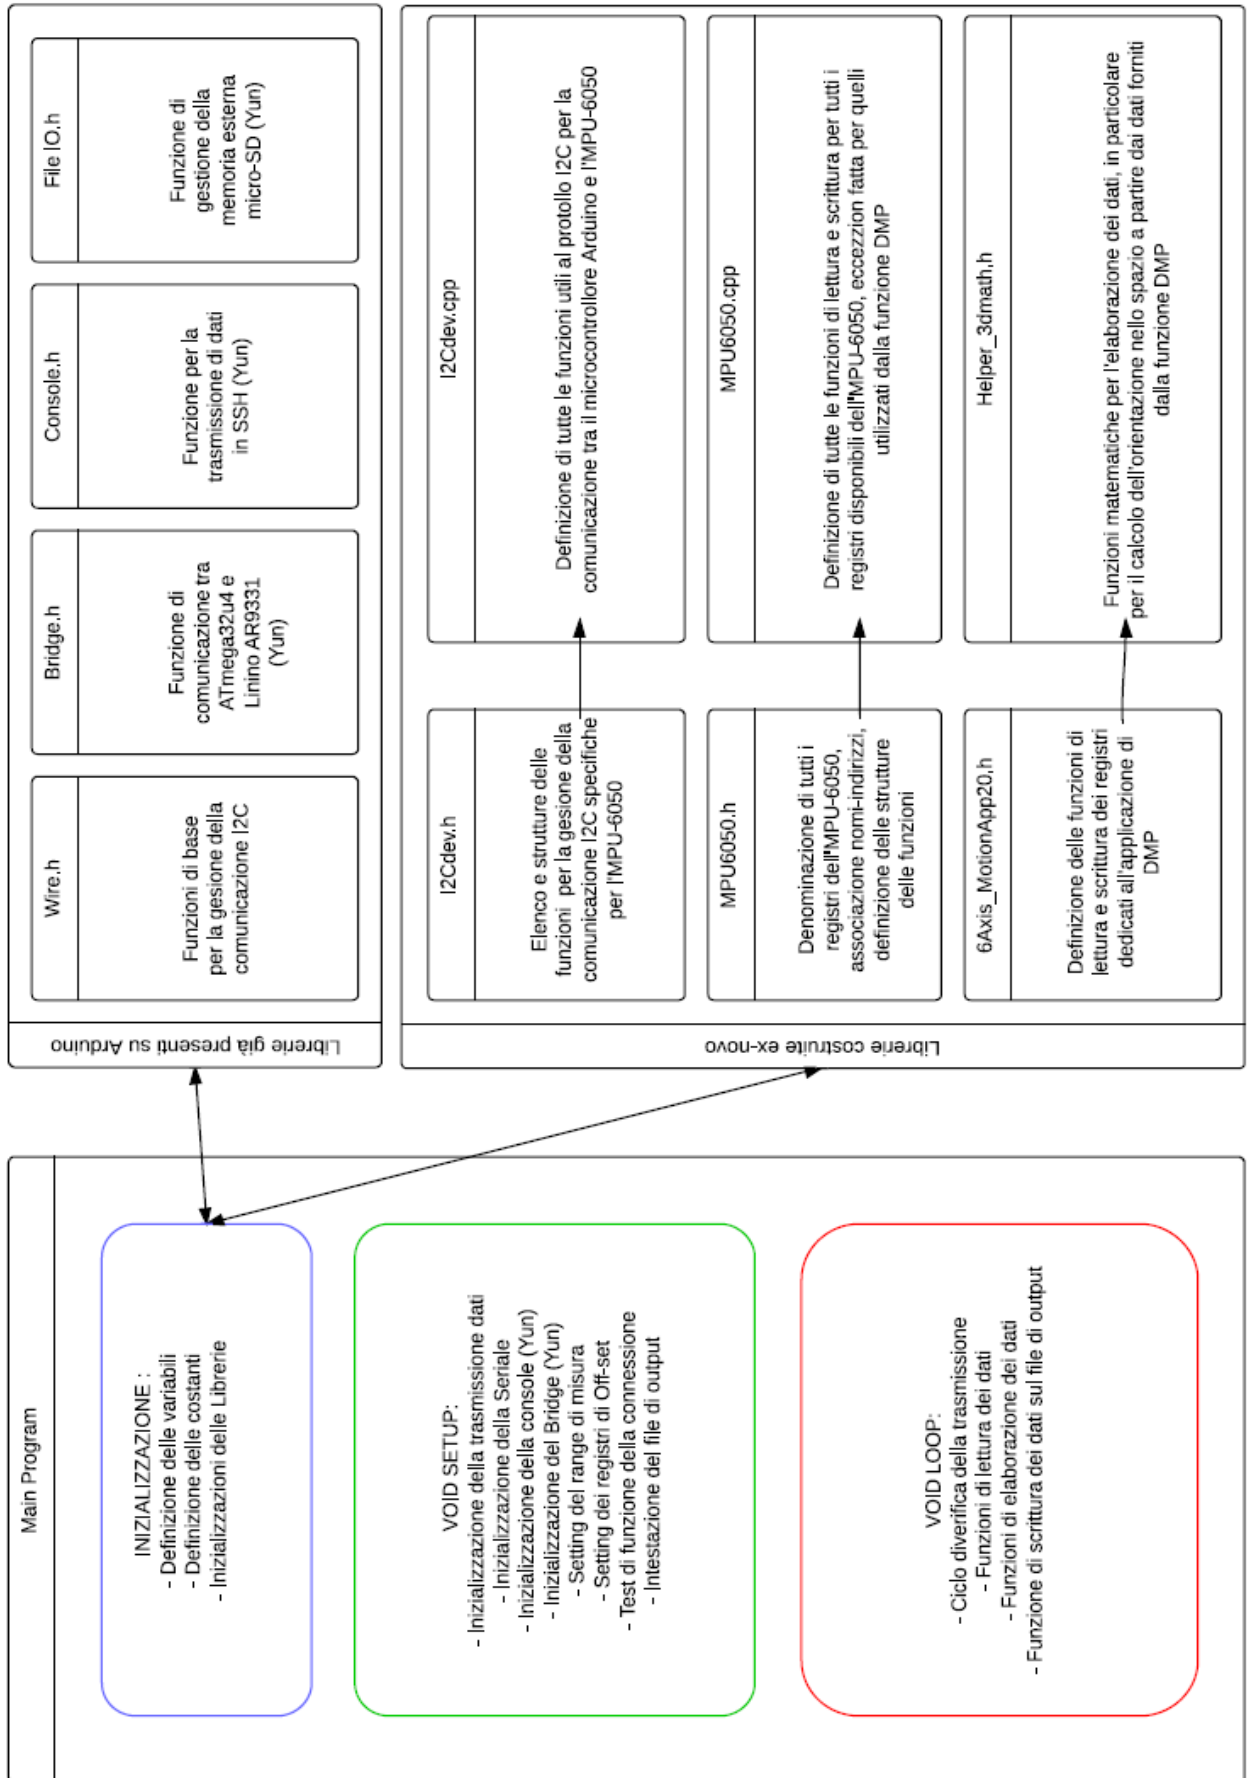 Main Program
INIZIALIZZAZIONE :
- Definizione delle variabili
- Definizione delle costanti
- Inizializzazioni delle Librerie
VOID SETUP:
- Inizializzazione della trasmissione dati
- Inizializzazione della Seriale
- Inizializzazione della console (Yun)
- Inizializzazione del Bridge (Yun)
- Setting del range di misura
- Setting dei registri di Off-set
- Test di funzione della connessione
- Intestazione del file di output
VOID LOOP:
- Ciclo diverifica della trasmissione
- Funzioni di lettura dei dati
- Funzioni di elaborazione dei dati
- Funzione di scrittura dei dati sul file di output
Librerie già presenti su Arduino
Wire.h
Funzioni di base
per la gesione della
comunicazione I2C
Bridge.h
Funzione di
comunicazione tra
ATmega32u4 e
Linino AR9331
(Yun)
Console.h
Funzione per la
trasmissione di dati
in SSH (Yun)
File IO.h
Funzione di
gestione della
memoria esterna
micro-SD (Yun)
Librerie costruite ex-novo
I2Cdev.h
Elenco e strutture delle
funzioni per la gesione della
comunicazione I2C specifiche
per l'MPU-6050
I2Cdev.cpp
Definizione di tutte le funzioni utili al protollo I2C per la
comunicazione tra il microcontrollore Arduino e l'MPU-6050
MPU6050.h
Denominazione di tutti i
registri dell'MPU-6050,
associazione nomi-indirizzi,
definizione delle strutture
delle funzioni
MPU6050.cpp
Definizione di tutte le funzioni di lettura e scrittura per tutti i
registri disponibili dell'MPU-6050, eccezzion fatta per quelli
utilizzati dalla funzione DMP
6Axis_MotionApp20.h
Definizione delle funzioni di
lettura e scrittura dei registri
dedicati all'applicazione di
DMP
Helper_3dmath.h
Funzioni matematiche per l'elaborazione dei dati, in particolare
per il calcolo dell'orientazione nello spazio a partire dai dati forniti
dalla funzione DMP